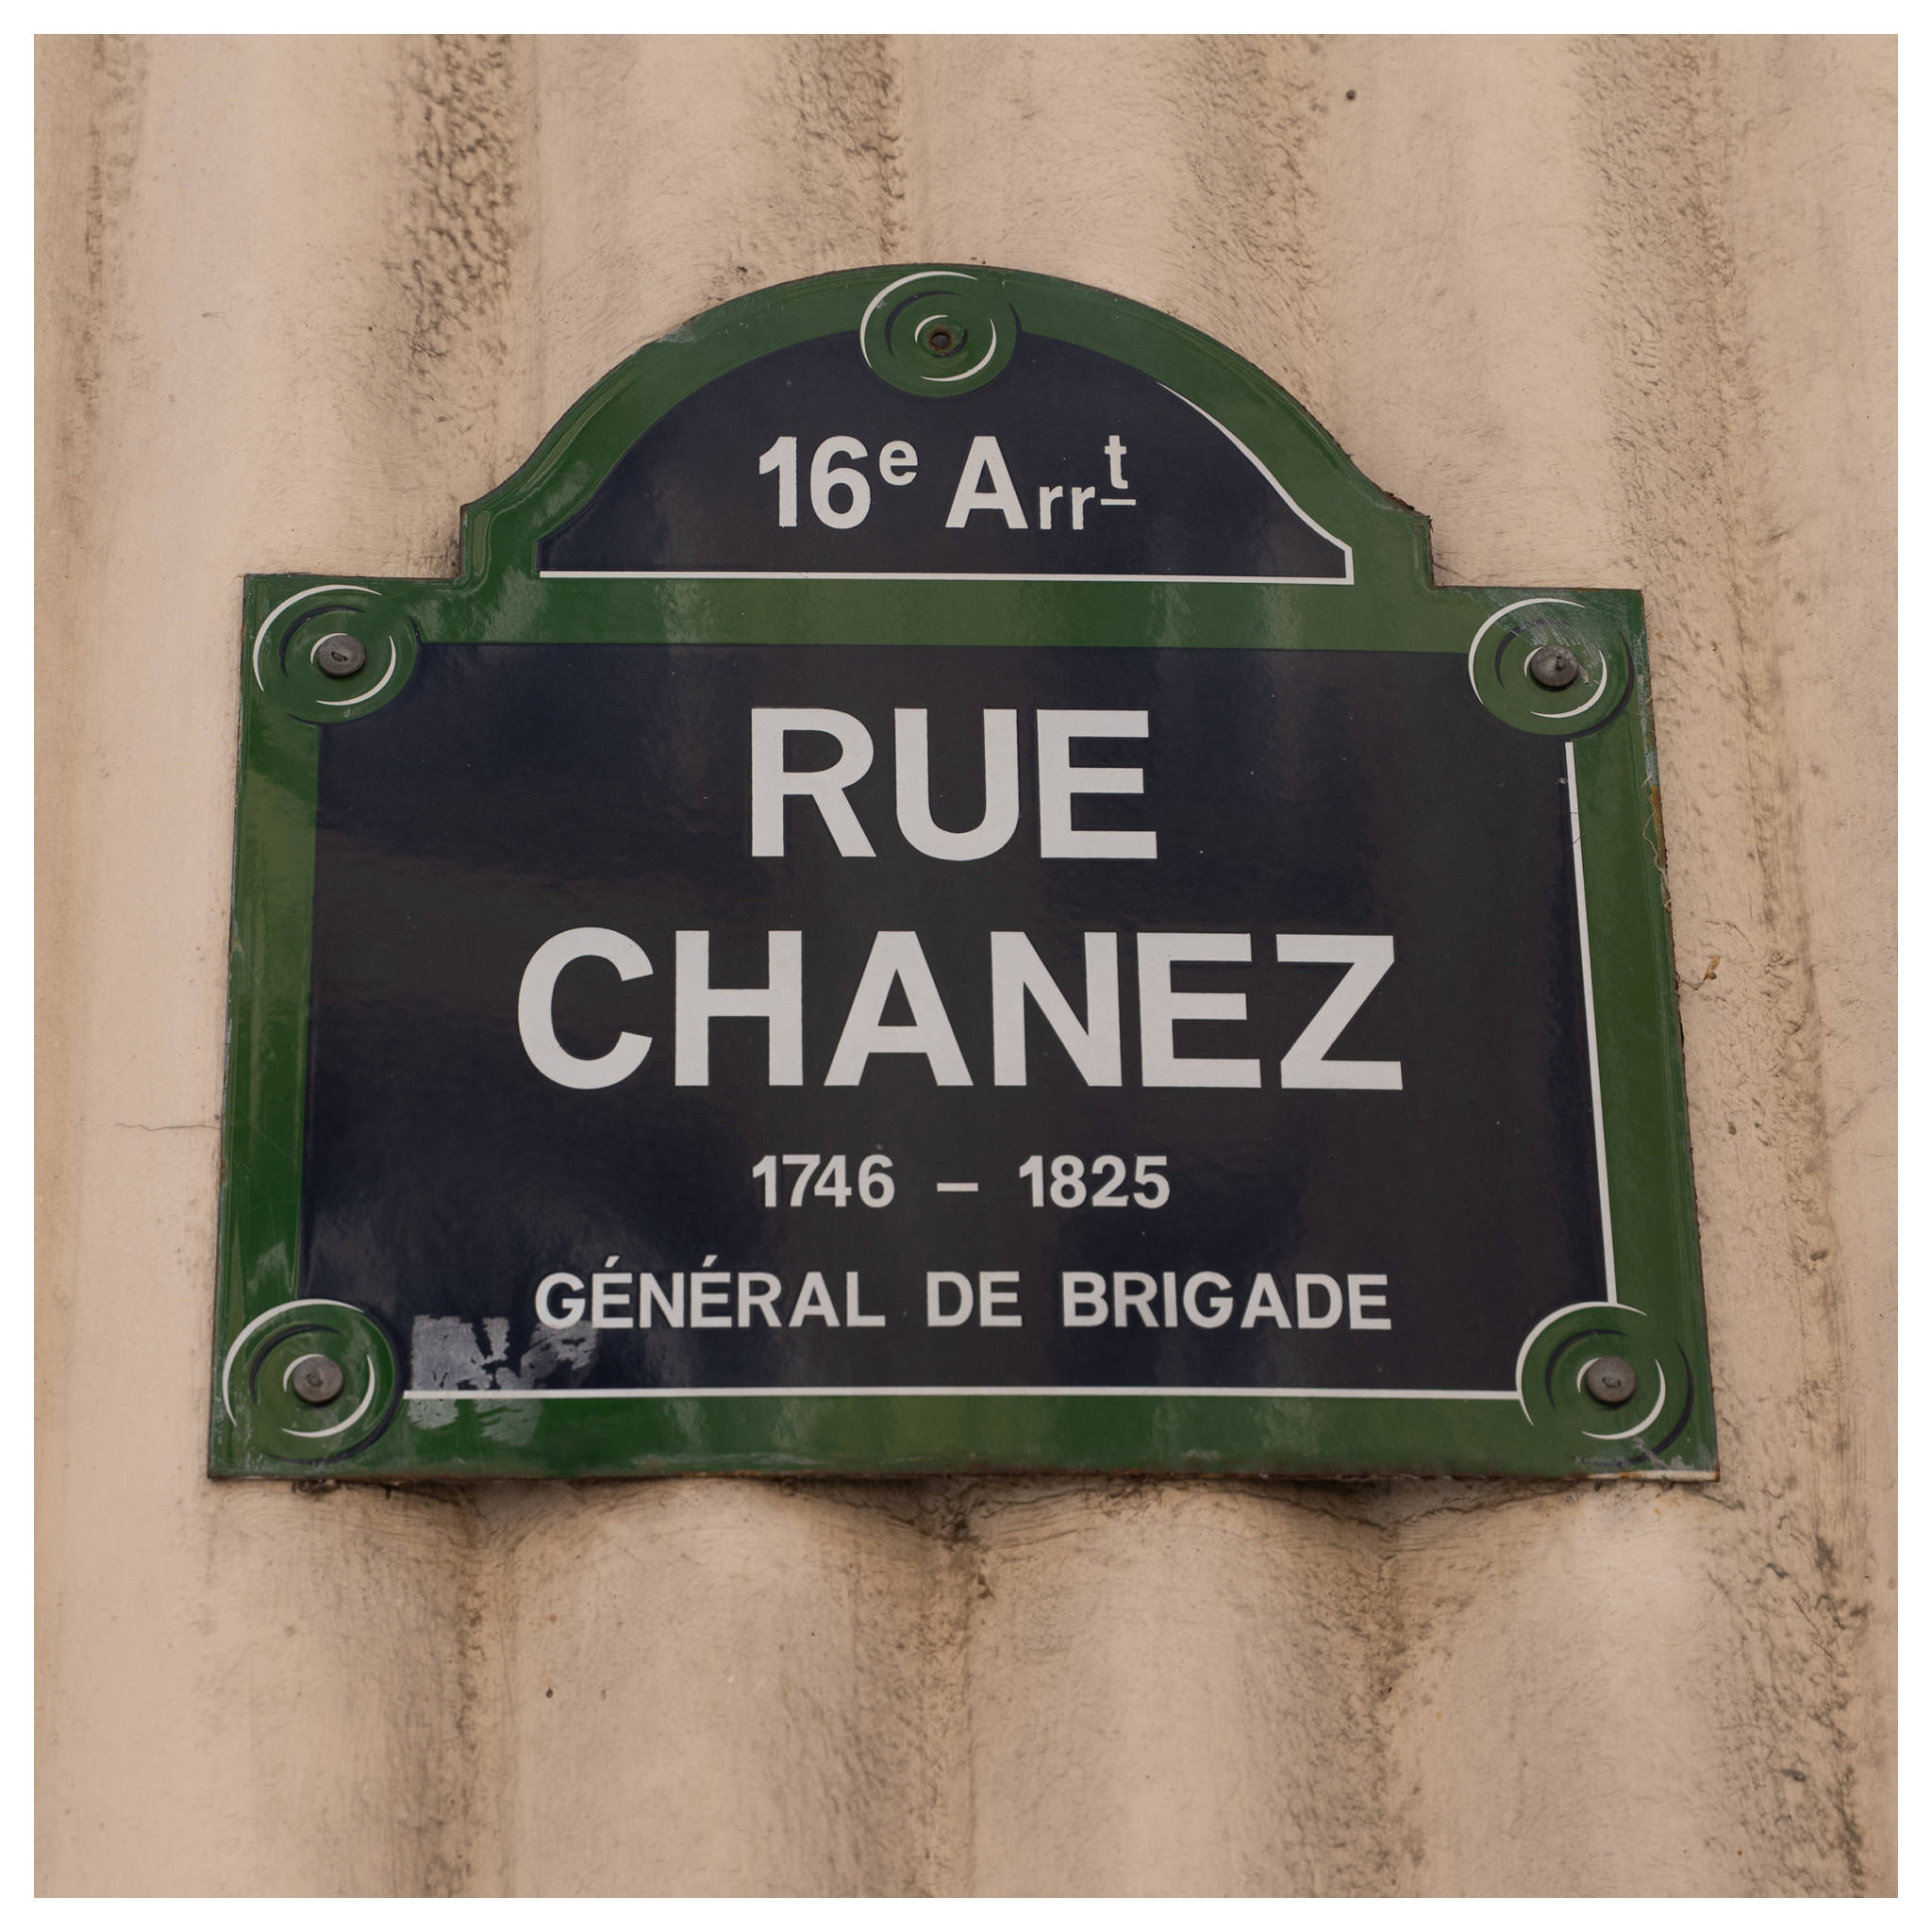 16e Arrt
RUE
CHANEZ
1746 – 1825
GÉNÉRAL DE BRIGADE